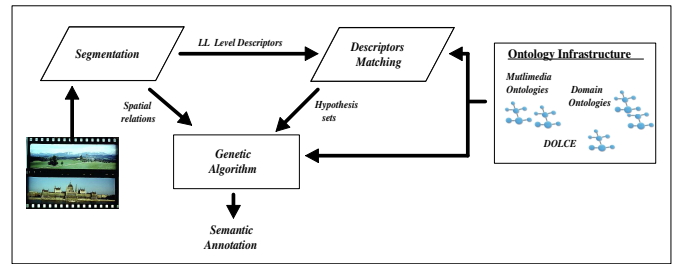 Segmentation
LL Level Descriptors
Descriptors
Matching
Ontology Infrastructure
Mutlimedia
Ontologies
Domain
Ontologies
DOLCE
Spatial
relations
Hypothesis
sets
Genetic
Algorithm
Semantic
Annotation